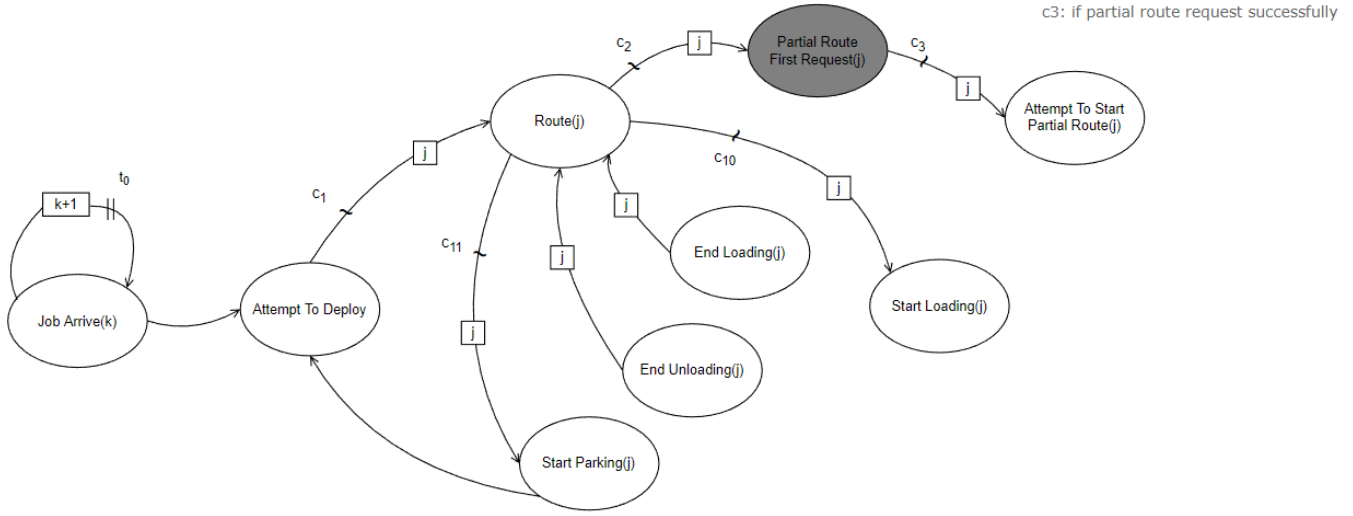 c3: if partial route request successfully
c2
j
Partial Route
First Request(j)
c3
j
Attempt To Start
Partial Route(j)
Route(j)
c1
j
c10
j
t0
k+1
j
End Loading(j)
c11
j
Start Loading(j)
Job Arrive(k)
Attempt To Deploy
j
End Unloading(j)
Start Parking(j)